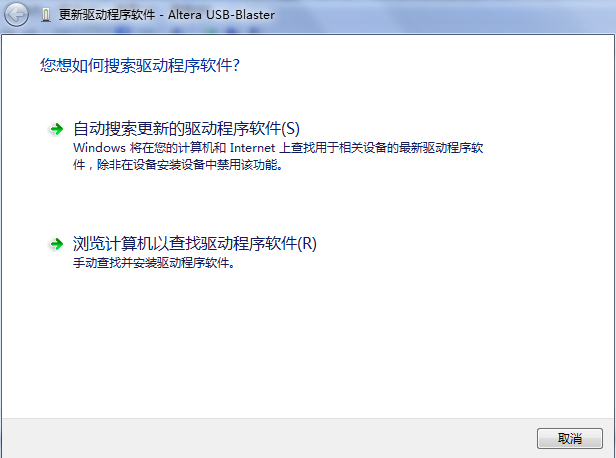 更新驱动程序软件 - Altera USB-Blaster
您想如何搜索驱动程序软件?
自动搜索更新的驱动程序软件(S)
Windows 将在您的计算机和 Internet 上查找用于相关设备的最新驱动程序软
件，除非在设备安装设备中禁用该功能。
浏览计算机以查找驱动程序软件(R)
手动查找并安装驱动程序软件。
取消